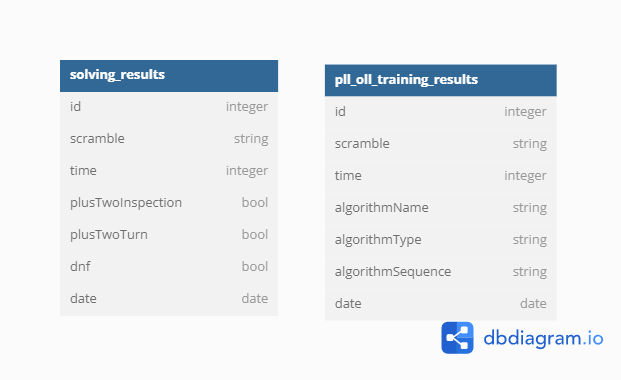 solving_results
id integer
scramble string
time integer
plusTwoInspection bool
plusTwoTurn bool
dnf bool
date date
pll_oll_training_results
id integer
scramble string
time integer
algorithmName string
algorithmType string
algorithmSequence string
date date
dbdiagram.io